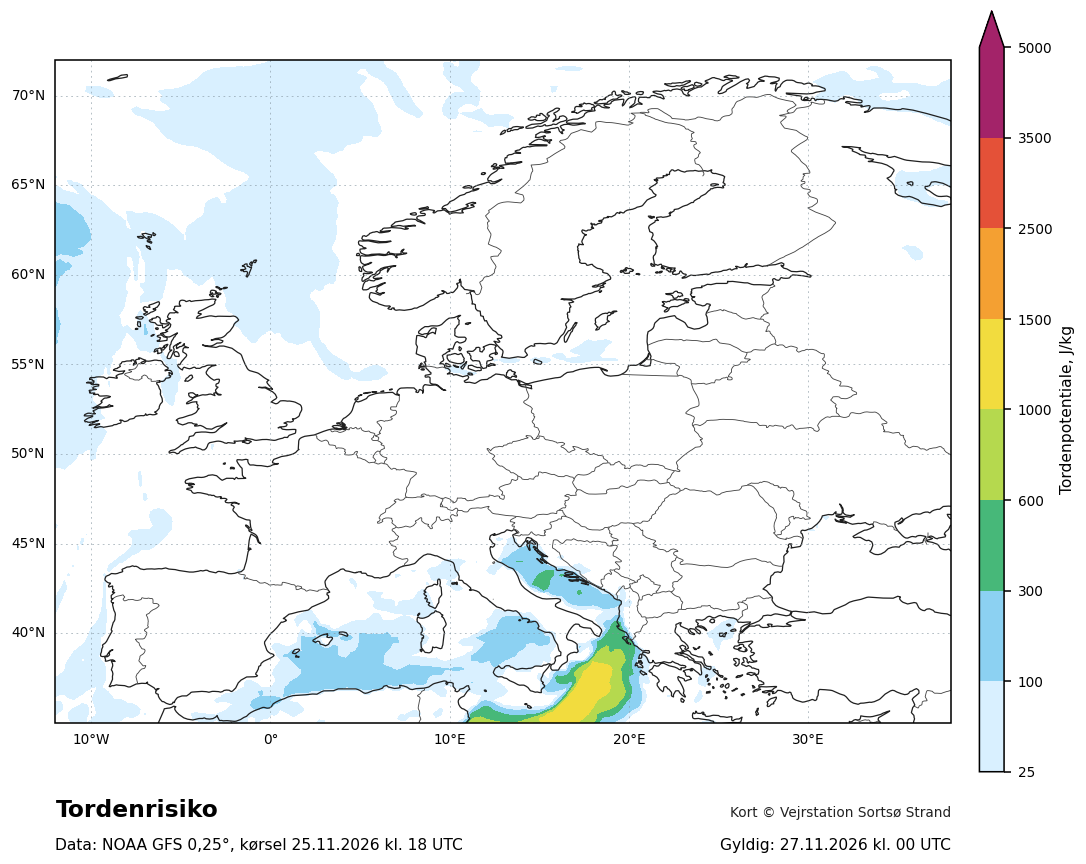 5000
3500
2500
1500
1000
600
300
100
25
Tordenpotentiale, J/kg
70°N
65°N
60°N
55°N
50°N
45°N
40°N
10°W
0°
10°E
20°E
30°E
Tordenrisiko
Kort © Vejrstation Sortsø Strand
Data: NOAA GFS 0,25°, kørsel 25.11.2026 kl. 18 UTC
Gyldig: 27.11.2026 kl. 00 UTC